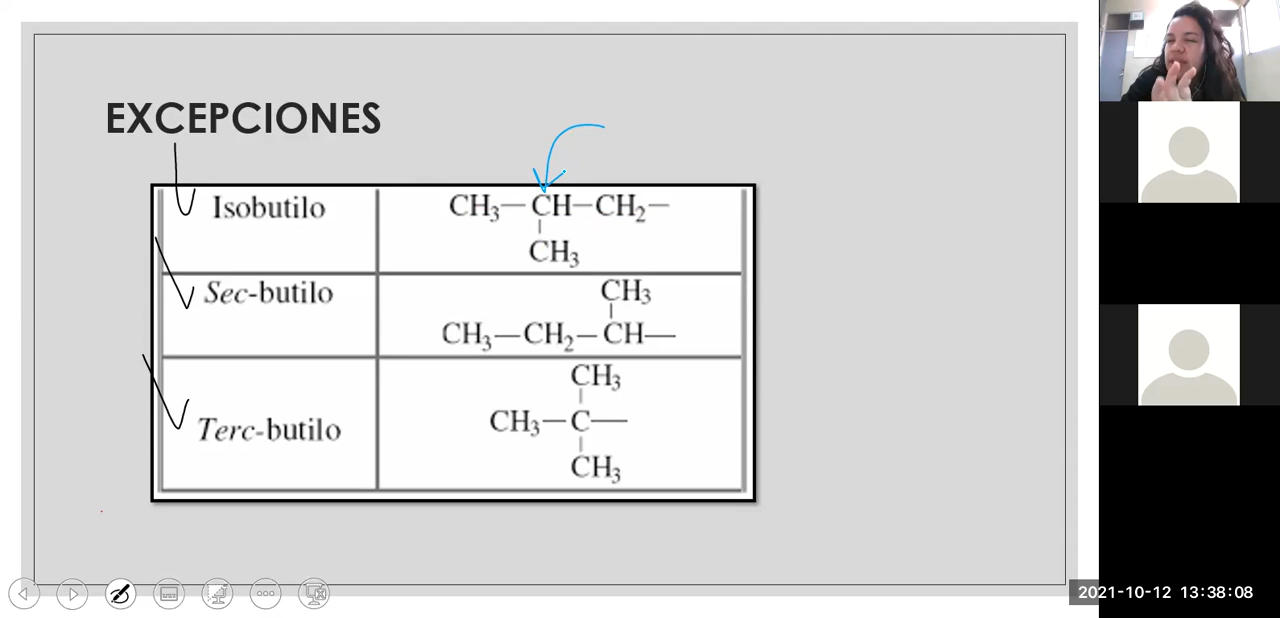 EXCEPCIONES
Isobutilo
CH₃—CH—CH₂—
CH₃
Sec-butilo
CH₃
CH₃—CH₂—CH—
Terc-butilo
CH₃
CH₃—C—
CH₃
2021-10-12 13:38:08